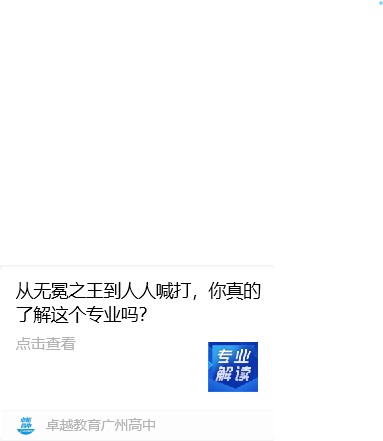 从无冕之王到人人喊打，你真的
了解这个专业吗？
点击查看
专业
解读
卓越教育广州高中